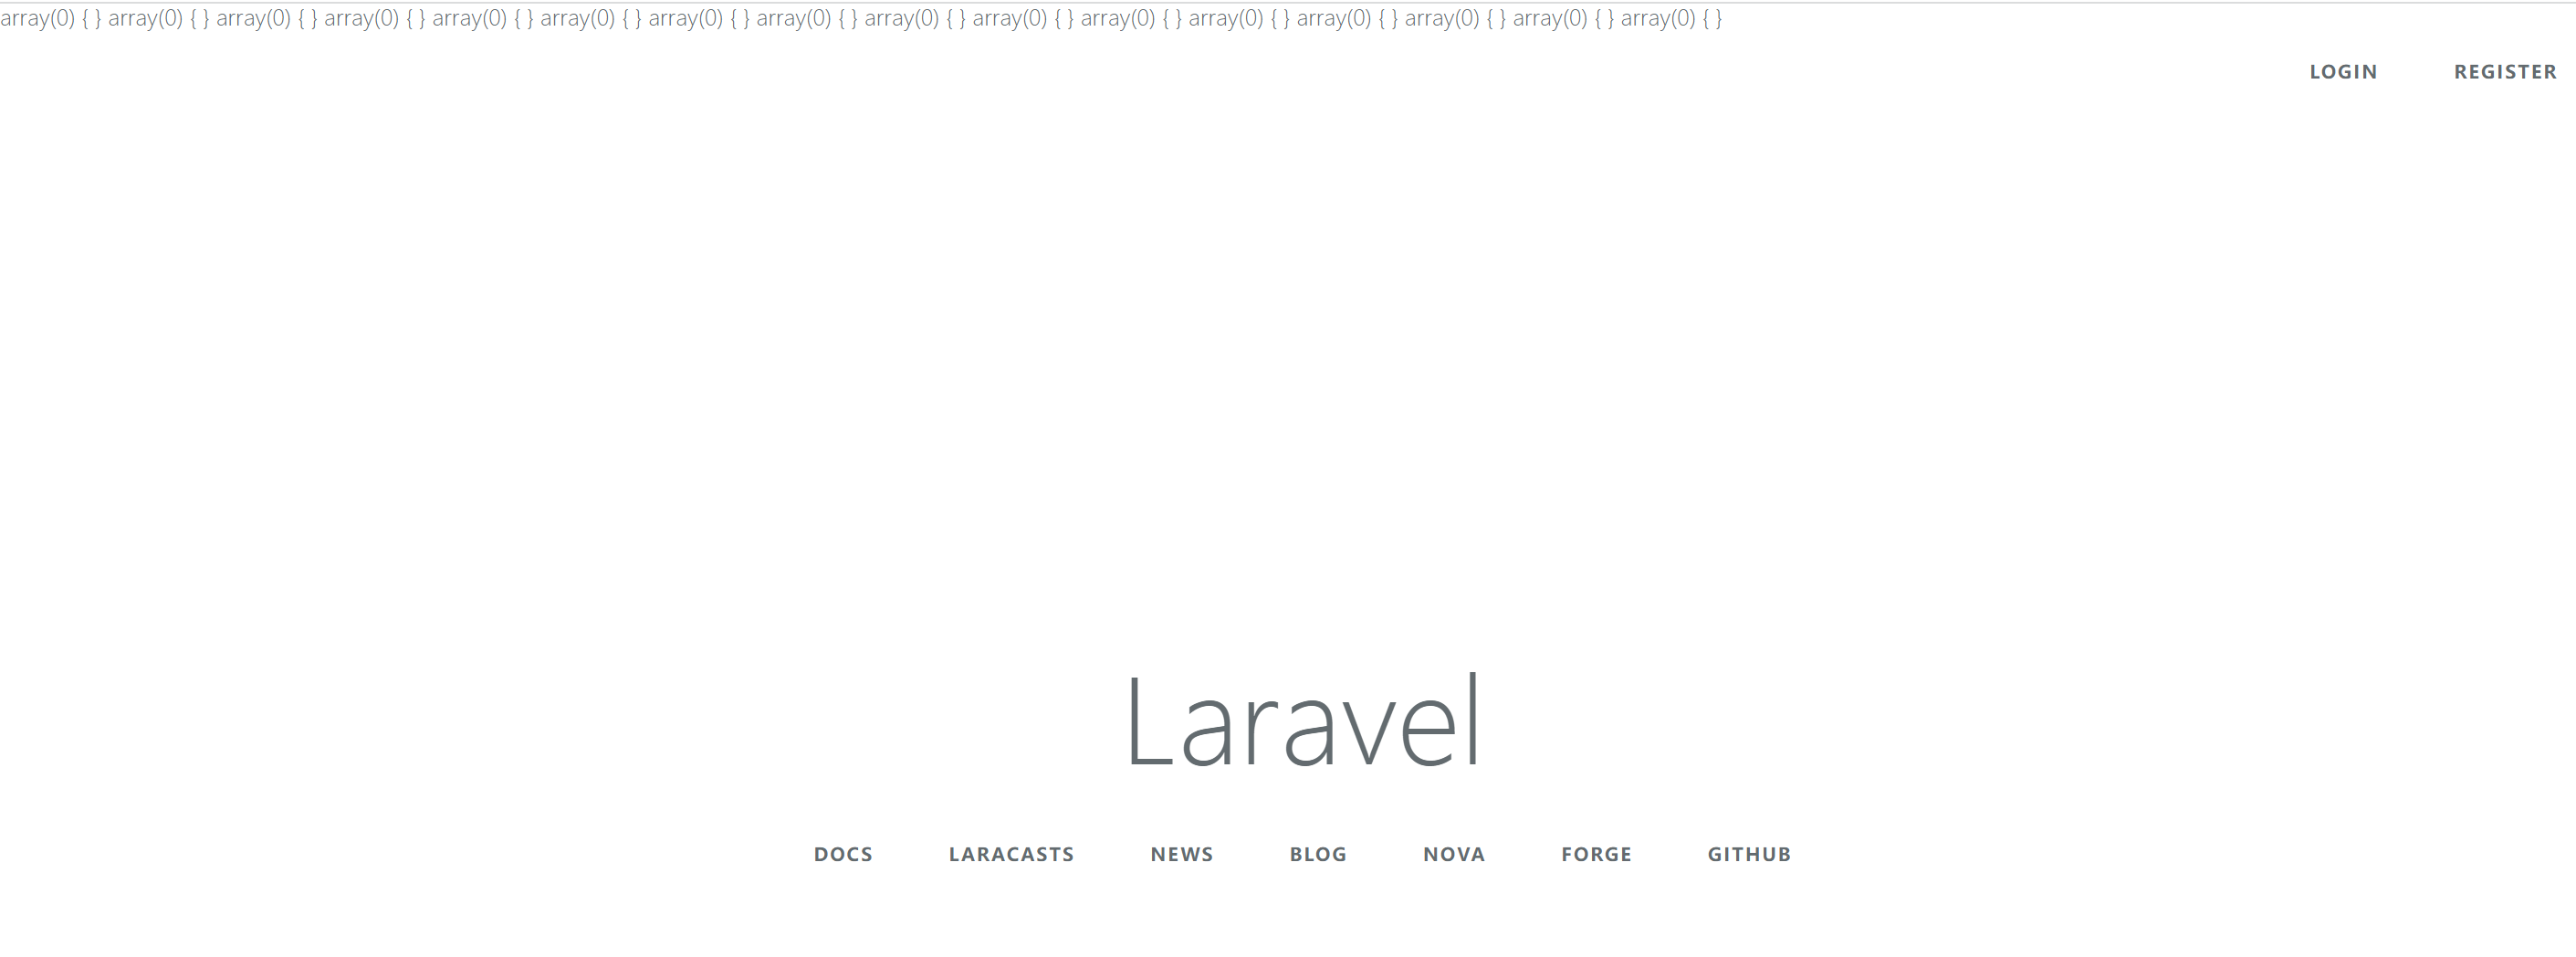 array(0) { } array(0) { } array(0) { } array(0) { } array(0) { } array(0) { } array(0) { } array(0) { } array(0) { } array(0) { } array(0) { } array(0) { } array(0) { } array(0) { } array(0) { } array(0) { }
LOGIN REGISTER
Laravel
DOCS LARACASTS NEWS BLOG NOVA FORGE GITHUB